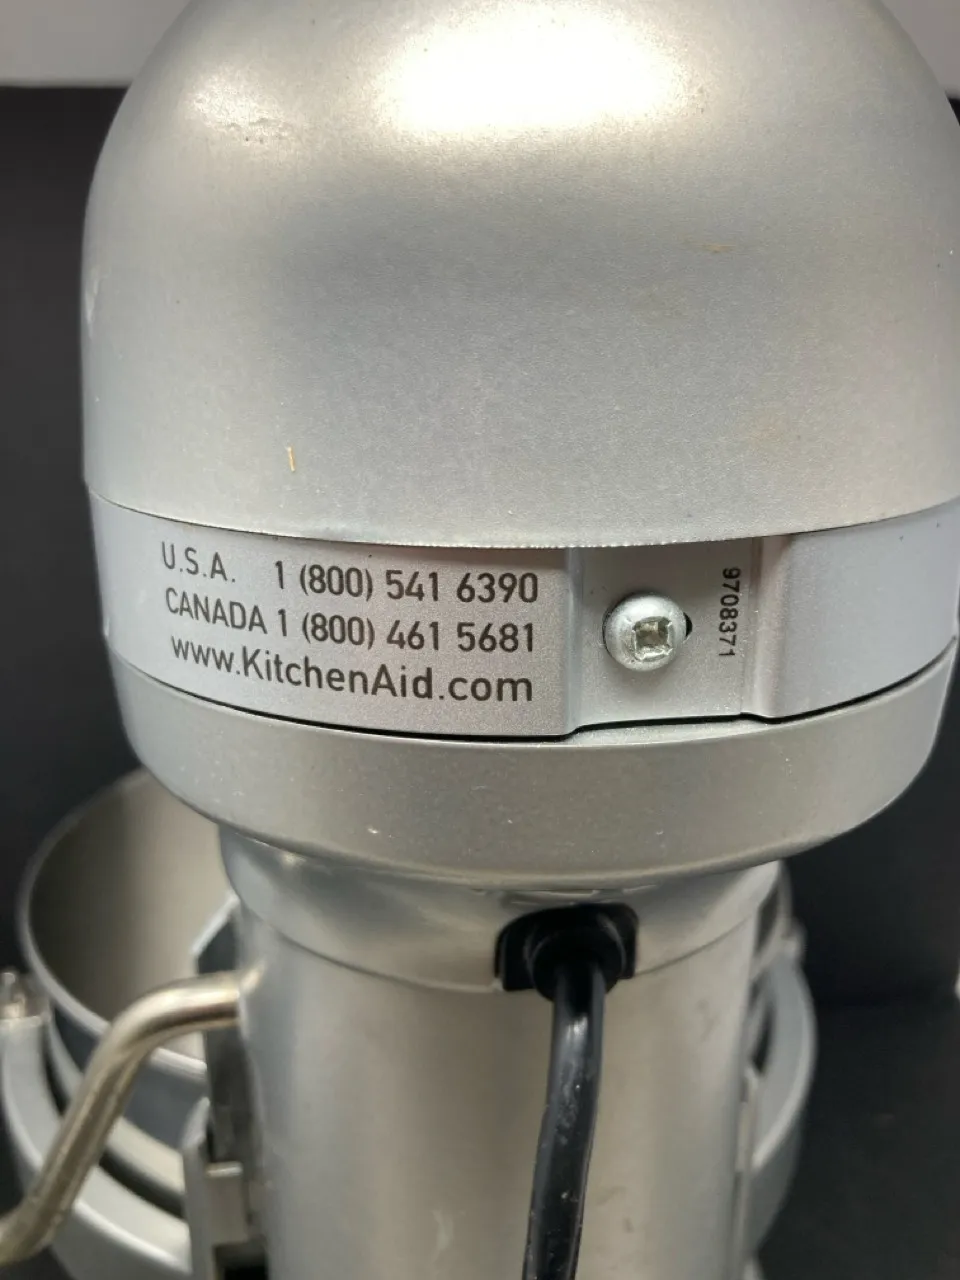 U.S.A. 1 (800) 541 6390
CANADA 1 (800) 461 5681
www.KitchenAid.com
9708371